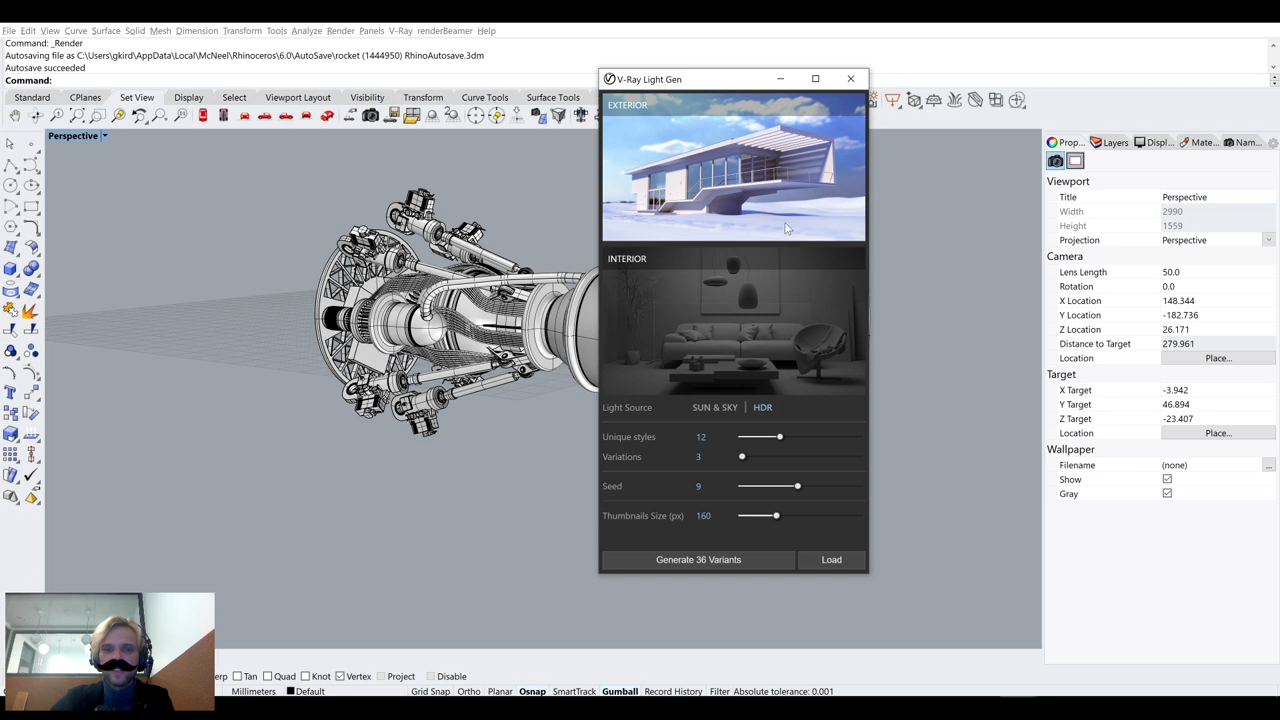 File Edit View Curve Surface Solid Mesh Dimension Transform Tools Analyze Render Panels V-Ray renderBeamer Help
Command: _Render
Autosaving file as C:\Users\gkird\AppData\Local\McNeel\Rhinoceros\6.0\AutoSave\rocket (1444950) RhinoAutosave.3dm
Autosave succeeded
Command:
Standard CPlanes Set View Display Select Viewport Layout Visibility Transform Curve Tools Surface Tools
Perspective
V-Ray Light Gen
EXTERIOR
INTERIOR
Light Source SUN & SKY | HDR
Unique styles 12
Variations 3
Seed 9
Thumbnails Size (px) 160
Generate 36 Variants Load
Prop... Layers Displ... Mate... Nam...
Viewport
Title Perspective
Width 2990
Height 1559
Projection Perspective
Camera
Lens Length 50.0
Rotation 0.0
X Location 148.344
Y Location -182.736
Z Location 26.171
Distance to Target 279.961
Location Place...
Target
X Target -3.942
Y Target 46.894
Z Target -23.407
Location Place...
Wallpaper
Filename (none) ...
Show
Gray
erp Tan Quad Knot Vertex Project Disable
Millimeters Default Grid Snap Ortho Planar Osnap SmartTrack Gumball Record History Filter Absolute tolerance: 0.001